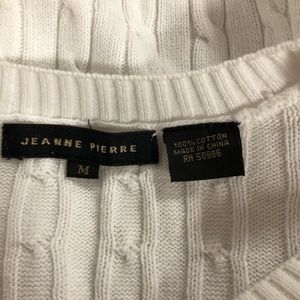 JEANNE PIERRE
M
100% COTTON
MADE IN CHINA
RN 50986